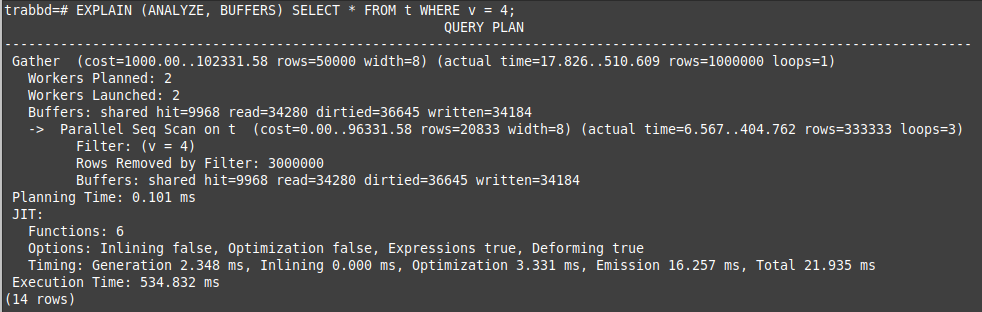 trabbd=# EXPLAIN (ANALYZE, BUFFERS) SELECT * FROM t WHERE v = 4;
QUERY PLAN
-------------------------------------------------------------------------------------------------------------------------
Gather  (cost=1000.00..102331.58 rows=50000 width=8) (actual time=17.826..510.609 rows=1000000 loops=1)
Workers Planned: 2
Workers Launched: 2
Buffers: shared hit=9968 read=34280 dirtied=36645 written=34184
->  Parallel Seq Scan on t  (cost=0.00..96331.58 rows=20833 width=8) (actual time=6.567..404.762 rows=333333 loops=3)
Filter: (v = 4)
Rows Removed by Filter: 3000000
Buffers: shared hit=9968 read=34280 dirtied=36645 written=34184
Planning Time: 0.101 ms
JIT:
Functions: 6
Options: Inlining false, Optimization false, Expressions true, Deforming true
Timing: Generation 2.348 ms, Inlining 0.000 ms, Optimization 3.331 ms, Emission 16.257 ms, Total 21.935 ms
Execution Time: 534.832 ms
(14 rows)